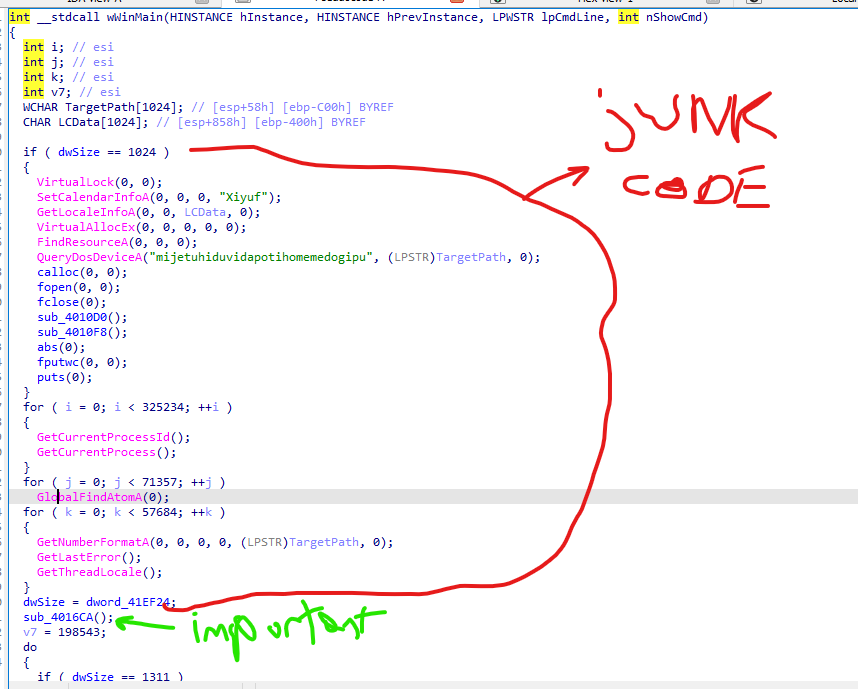 int __stdcall wWinMain(HINSTANCE hInstance, HINSTANCE hPrevInstance, LPWSTR lpCmdLine, int nShowCmd)
{
int i; // esi
int j; // esi
int k; // esi
int v7; // esi
WCHAR TargetPath[1024]; // [esp+58h] [ebp-C00h] BYREF
CHAR LCData[1024]; // [esp+858h] [ebp-400h] BYREF
if ( dwSize == 1024 )
{
VirtualLock(0, 0);
SetCalendarInfoA(0, 0, 0, "Xiyuf");
GetLocaleInfoA(0, 0, LCData, 0);
VirtualAllocEx(0, 0, 0, 0, 0);
FindResourceA(0, 0, 0);
QueryDosDeviceA("mijetuhiduvidapotihomemedogipu", (LPSTR)TargetPath, 0);
calloc(0, 0);
fopen(0, 0);
fclose(0);
sub_4010D0();
sub_4010F8();
abs(0);
fputwc(0, 0);
puts(0);
}
for ( i = 0; i < 325234; ++i )
{
GetCurrentProcessId();
GetCurrentProcess();
}
for ( j = 0; j < 71357; ++j )
GlobalFindAtomA(0);
for ( k = 0; k < 57684; ++k )
{
GetNumberFormatA(0, 0, 0, 0, (LPSTR)TargetPath, 0);
GetLastError();
GetThreadLocale();
}
dwSize = dword_41EF24;
sub_4016CA();
v7 = 198543;
do
{
if ( dwSize == 1311 )
jUNK
CODE
important